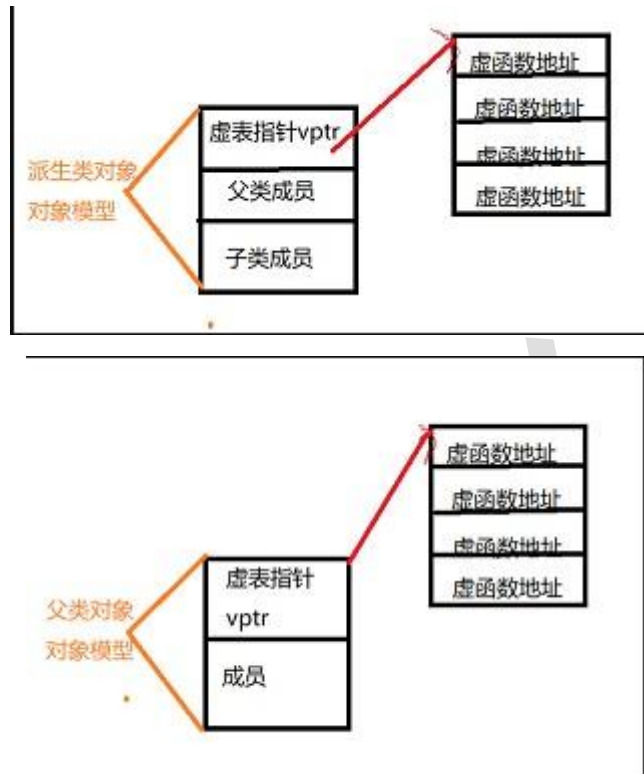 虚函数地址
虚表指针vptr
虚函数地址
派生类对象
父类成员
虚函数地址
对象模型
虚函数地址
子类成员
虚函数地址
虚函数地址
虚表指针
虚函数地址
vptr
虚函数地址
父类对象
对象模型
成员